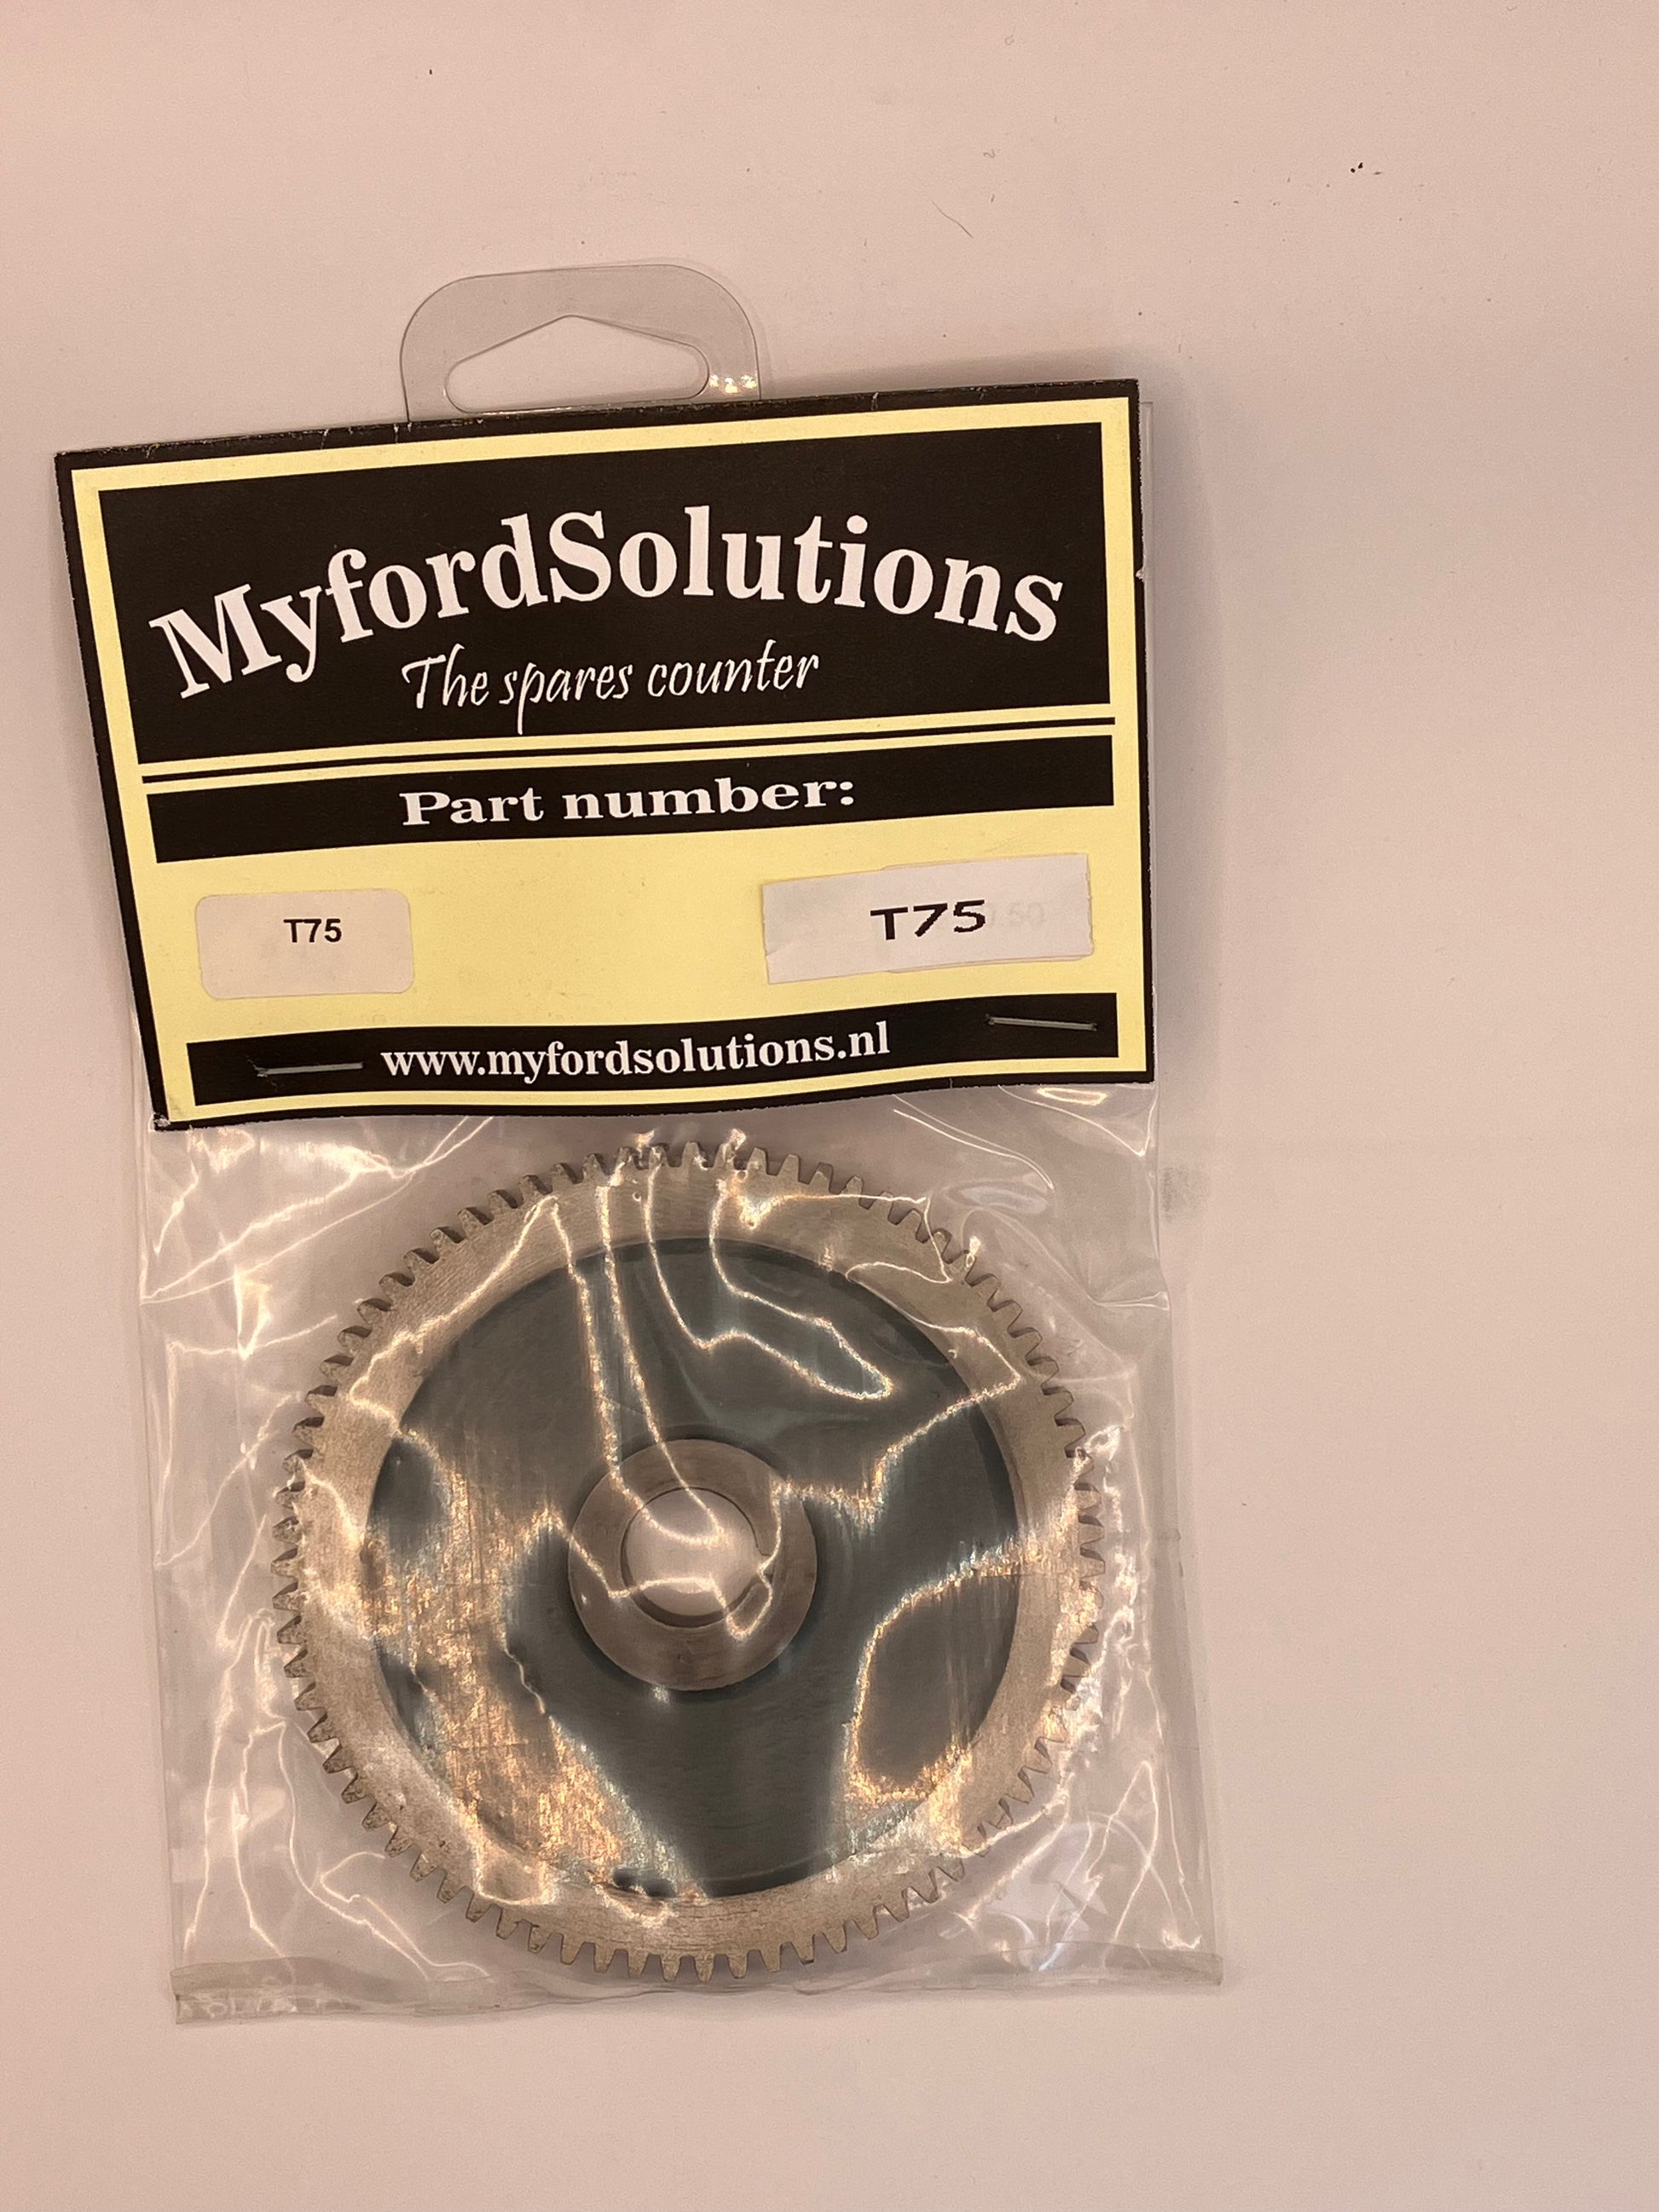 MyfordSolutions
The spares counter
Part number:
T75
T75
www.myfordsolutions.nl